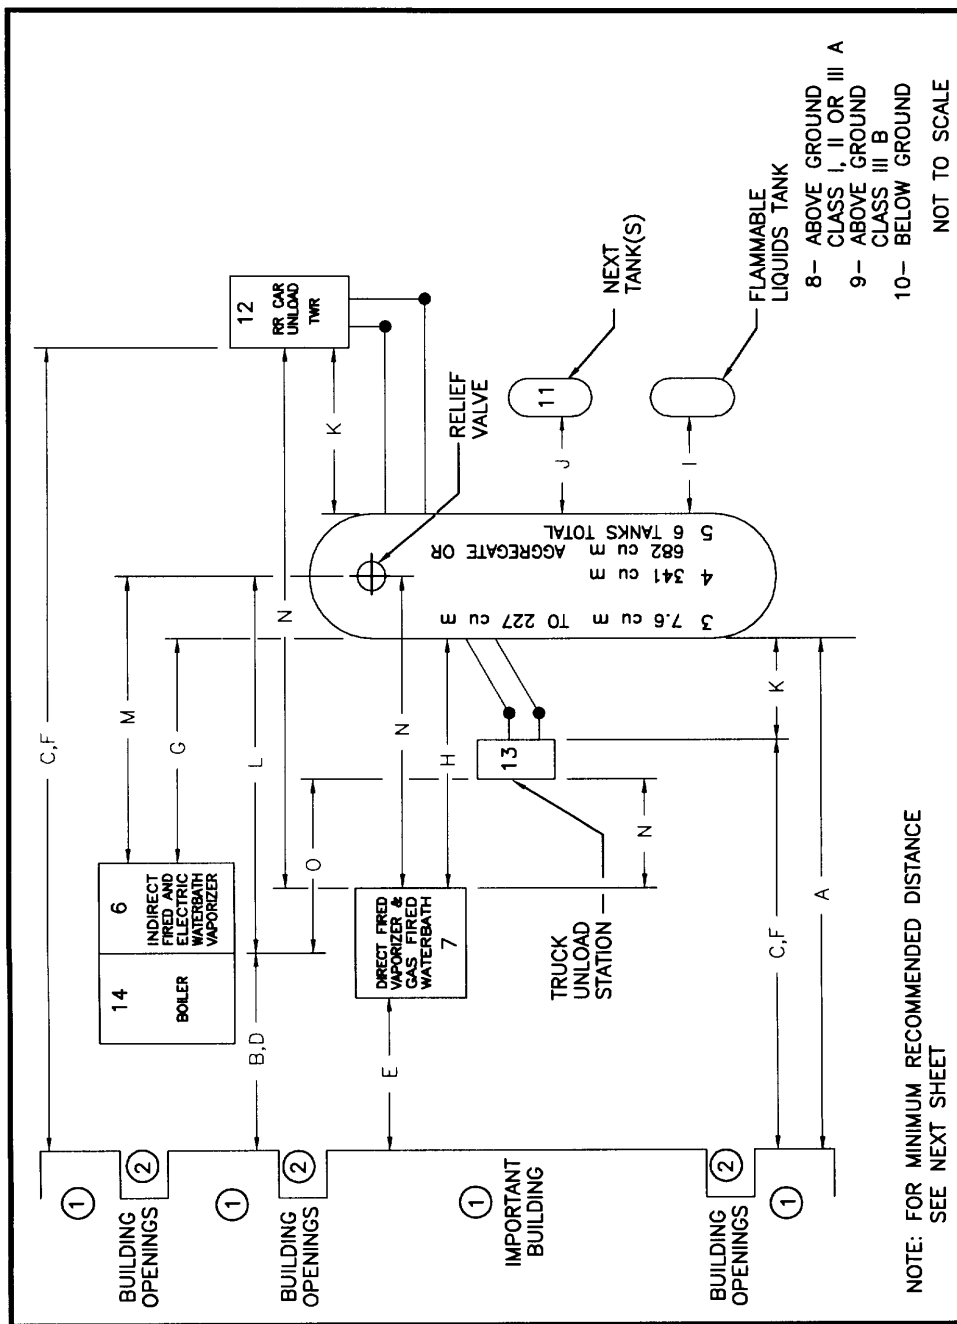 C,F
12
RR CAR
UNLOAD
TWR
M
G
L
N
K
RELIEF
VALVE
14
BOILER
6
INDIRECT
FIRED AND
ELECTRIC
WATERBATH
VAPORIZER
B,D
O
N
H
E
DIRECT FIRED
VAPORIZER &
GAS FIRED
WATERBATH
7
13
TRUCK
UNLOAD
STATION
N
K
C,F
A
3 7.6 cu m TO 227 cu m
4 341 cu m
682 cu m AGGREGATE OR
5 6 TANKS TOTAL
J
11
NEXT
TANK(S)
I
FLAMMABLE
LIQUIDS TANK
8– ABOVE GROUND
CLASS I, II OR III A
9– ABOVE GROUND
CLASS III B
10– BELOW GROUND
NOT TO SCALE
1
2
BUILDING
OPENINGS
1
2
BUILDING
OPENINGS
1
IMPORTANT
BUILDING
2
BUILDING
OPENINGS
1
NOTE: FOR MINIMUM RECOMMENDED DISTANCE
SEE NEXT SHEET